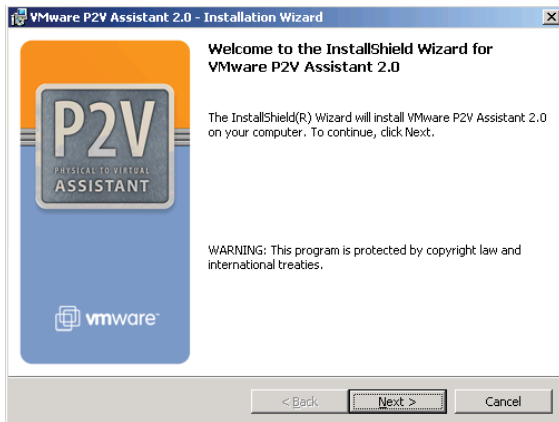 VMware P2V Assistant 2.0 - Installation Wizard
Welcome to the InstallShield Wizard for
VMware P2V Assistant 2.0
The InstallShield(R) Wizard will install VMware P2V Assistant 2.0
on your computer. To continue, click Next.
P2V
PHYSICAL TO VIRTUAL
ASSISTANT
WARNING: This program is protected by copyright law and
international treaties.
vmware
< Back
Next >
Cancel